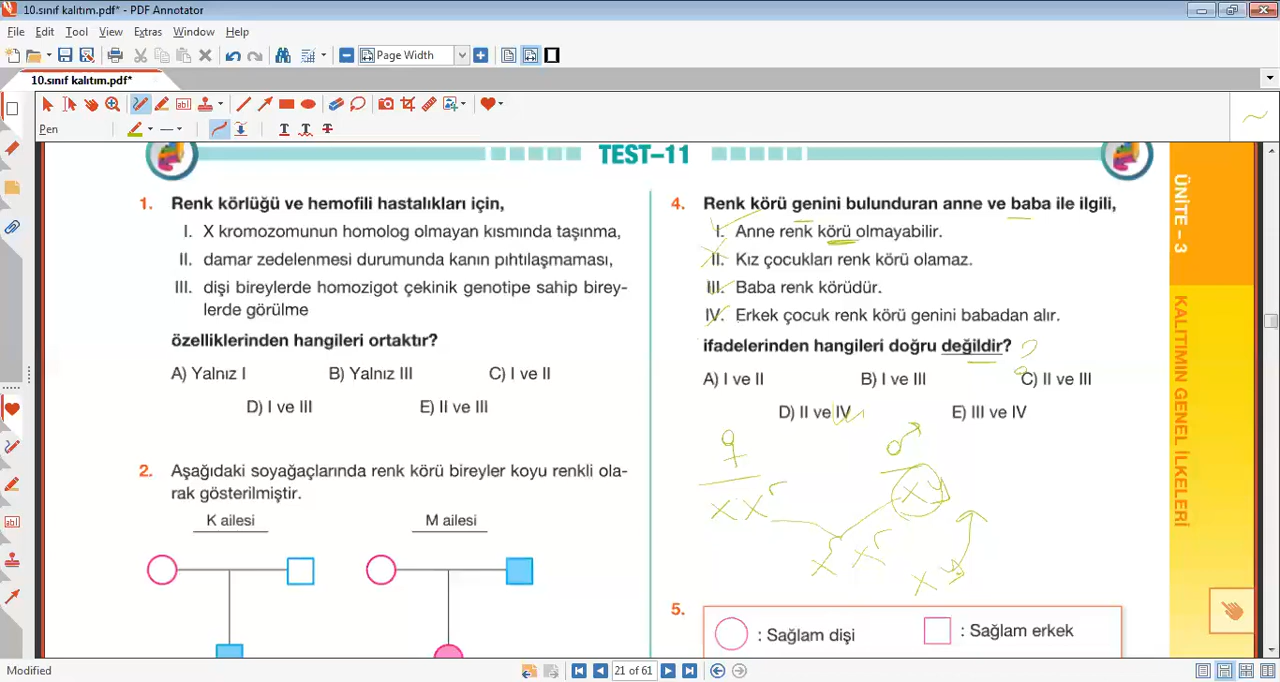 10.sınıf kalıtım.pdf* - PDF Annotator
File Edit Tool View Extras Window Help
Page Width
10.sınıf kalıtım.pdf*
Pen
TEST–11
1. Renk körlüğü ve hemofili hastalıkları için,
I. X kromozomunun homolog olmayan kısmında taşınma,
II. damar zedelenmesi durumunda kanın pıhtılaşmaması,
III. dişi bireylerde homozigot çekinik genotipe sahip birey-
lerde görülme
özelliklerinden hangileri ortaktır?
A) Yalnız I B) Yalnız III C) I ve II
D) I ve III E) II ve III
2. Aşağıdaki soyağaçlarında renk körü bireyler koyu renkli ola-
rak gösterilmiştir.
K ailesi M ailesi
4. Renk körü genini bulunduran anne ve baba ile ilgili,
I. Anne renk körü olmayabilir.
II. Kız çocukları renk körü olamaz.
III. Baba renk körüdür.
IV. Erkek çocuk renk körü genini babadan alır.
ifadelerinden hangileri doğru değildir?
A) I ve II B) I ve III C) II ve III
D) II ve IV E) III ve IV
♀ ♂
X X^r X Y
X^r X^r X Y
5.
: Sağlam dişi : Sağlam erkek
ÜNİTE – 3
KALITIMIN GENEL İLKELERİ
Modified
21 of 61